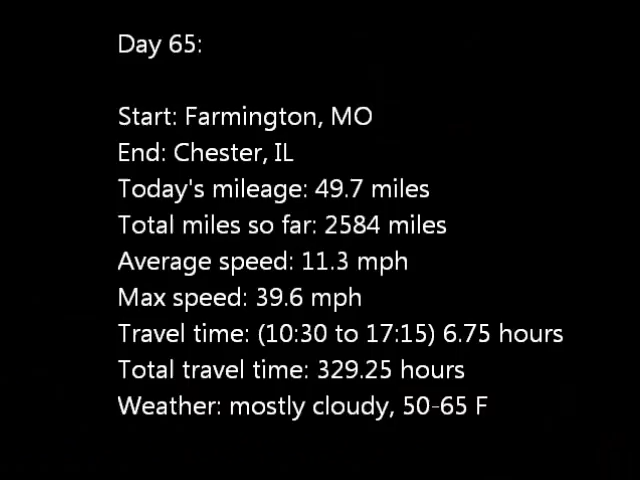 Day 65:
Start: Farmington, MO
End: Chester, IL
Today's mileage: 49.7 miles
Total miles so far: 2584 miles
Average speed: 11.3 mph
Max speed: 39.6 mph
Travel time: (10:30 to 17:15) 6.75 hours
Total travel time: 329.25 hours
Weather: mostly cloudy, 50-65 F